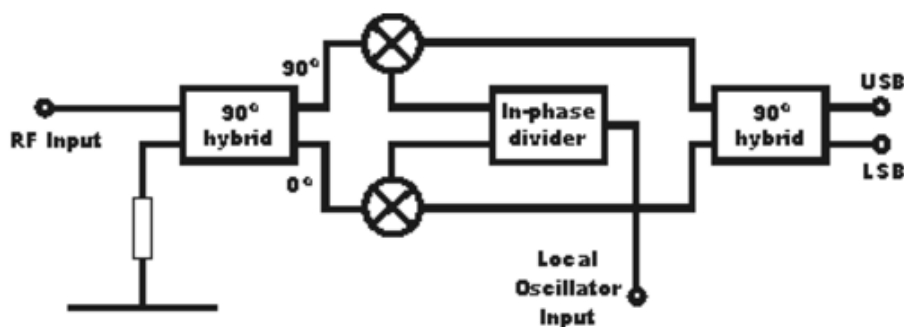 RF Input
90°
hybrid
90°
0°
In-phase
divider
Local
Oscillator
Input
90°
hybrid
USB
LSB